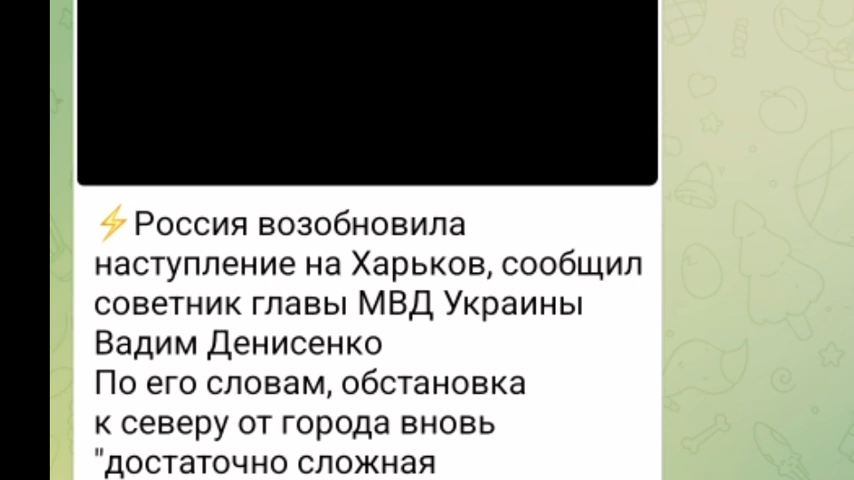 ⚡Россия возобновила
наступление на Харьков, сообщил
советник главы МВД Украины
Вадим Денисенко
По его словам, обстановка
к северу от города вновь
"достаточно сложная